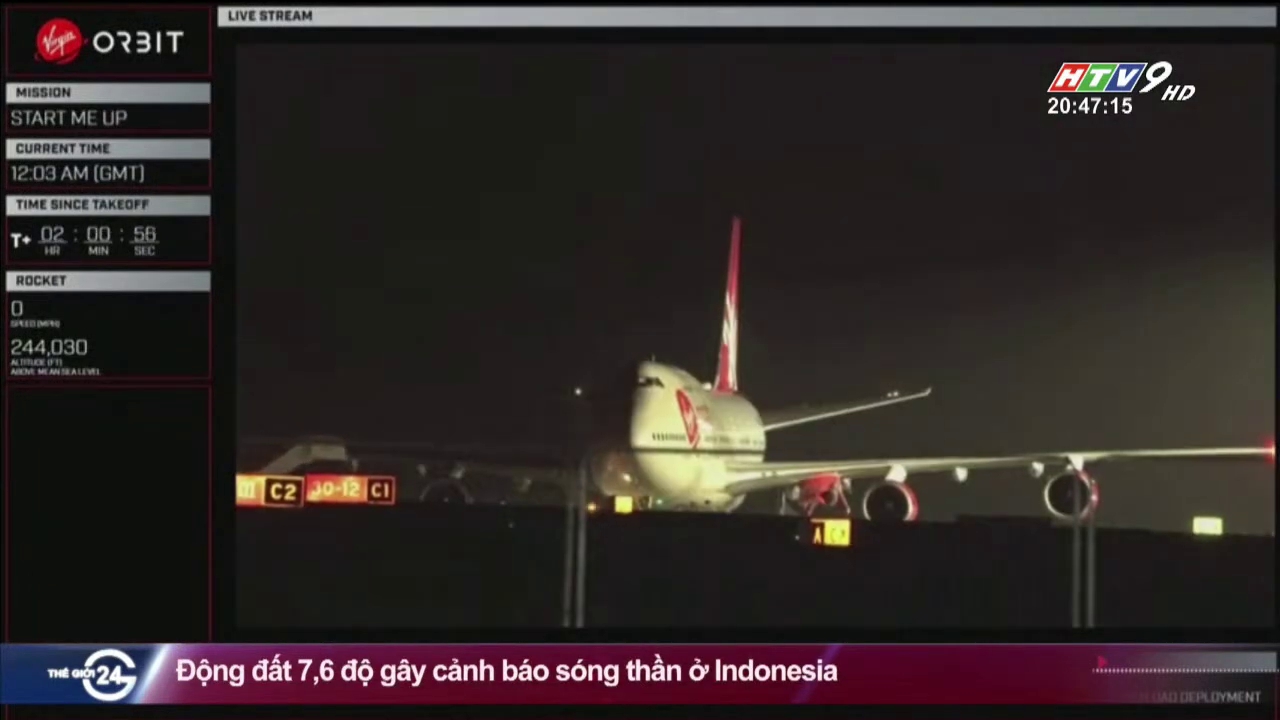 Virgin ORBIT
LIVE STREAM
HTV9 HD
20:47:15
MISSION
START ME UP
CURRENT TIME
12:03 AM (GMT)
TIME SINCE TAKEOFF
T+ 02 : 00 : 56
HR MIN SEC
ROCKET
0
SPEED (MPH)
244,030
ALTITUDE (FT)
ABOVE MEAN SEA LEVEL
C2 30-12 C1
A
THẾ GIỚI 24G
Động đất 7,6 độ gây cảnh báo sóng thần ở Indonesia
DEPLOYMENT